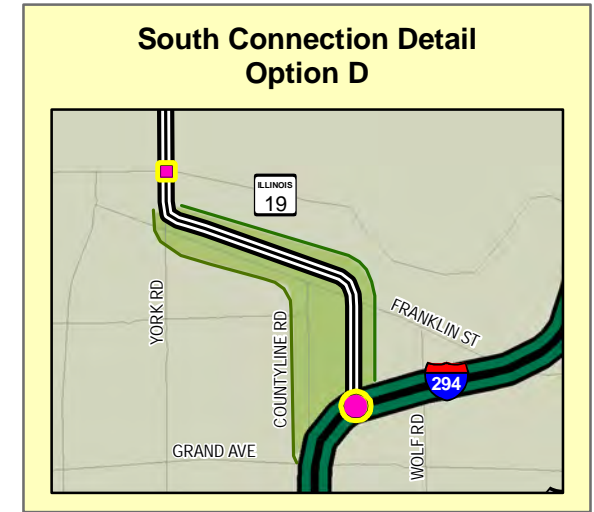 South Connection Detail
Option D
ILLINOIS
19
YORK RD
COUNTYLINE RD
FRANKLIN ST
294
WOLF RD
GRAND AVE